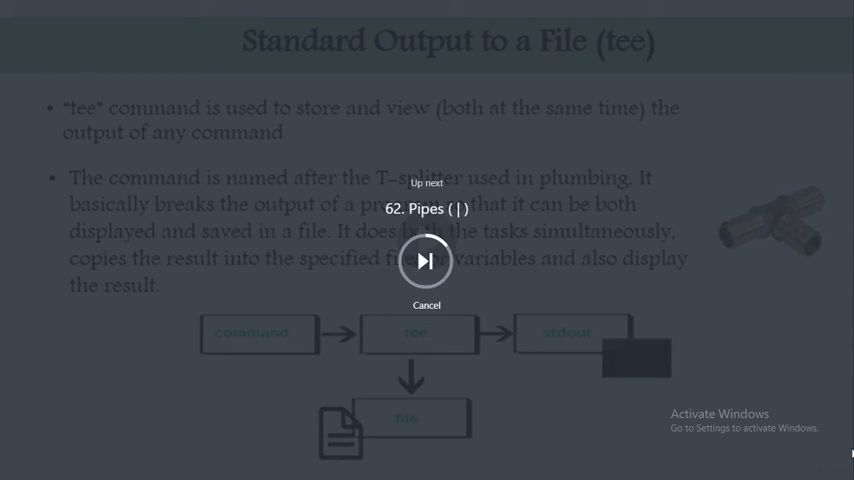 Standard Output to a File (tee)
• "tee" command is used to store and view (both at the same time) the
output of any command
Up next
• The command is named after the T-splitter used in plumbing. It
62. Pipes ( | )
basically breaks the output of a that it can be both
displayed and saved in a file. It does both the tasks simultaneously,
copies the result into the specified files or variables and also display
the result.
Cancel
command
tee
stdout
file
Activate Windows
Go to Settings to activate Windows.